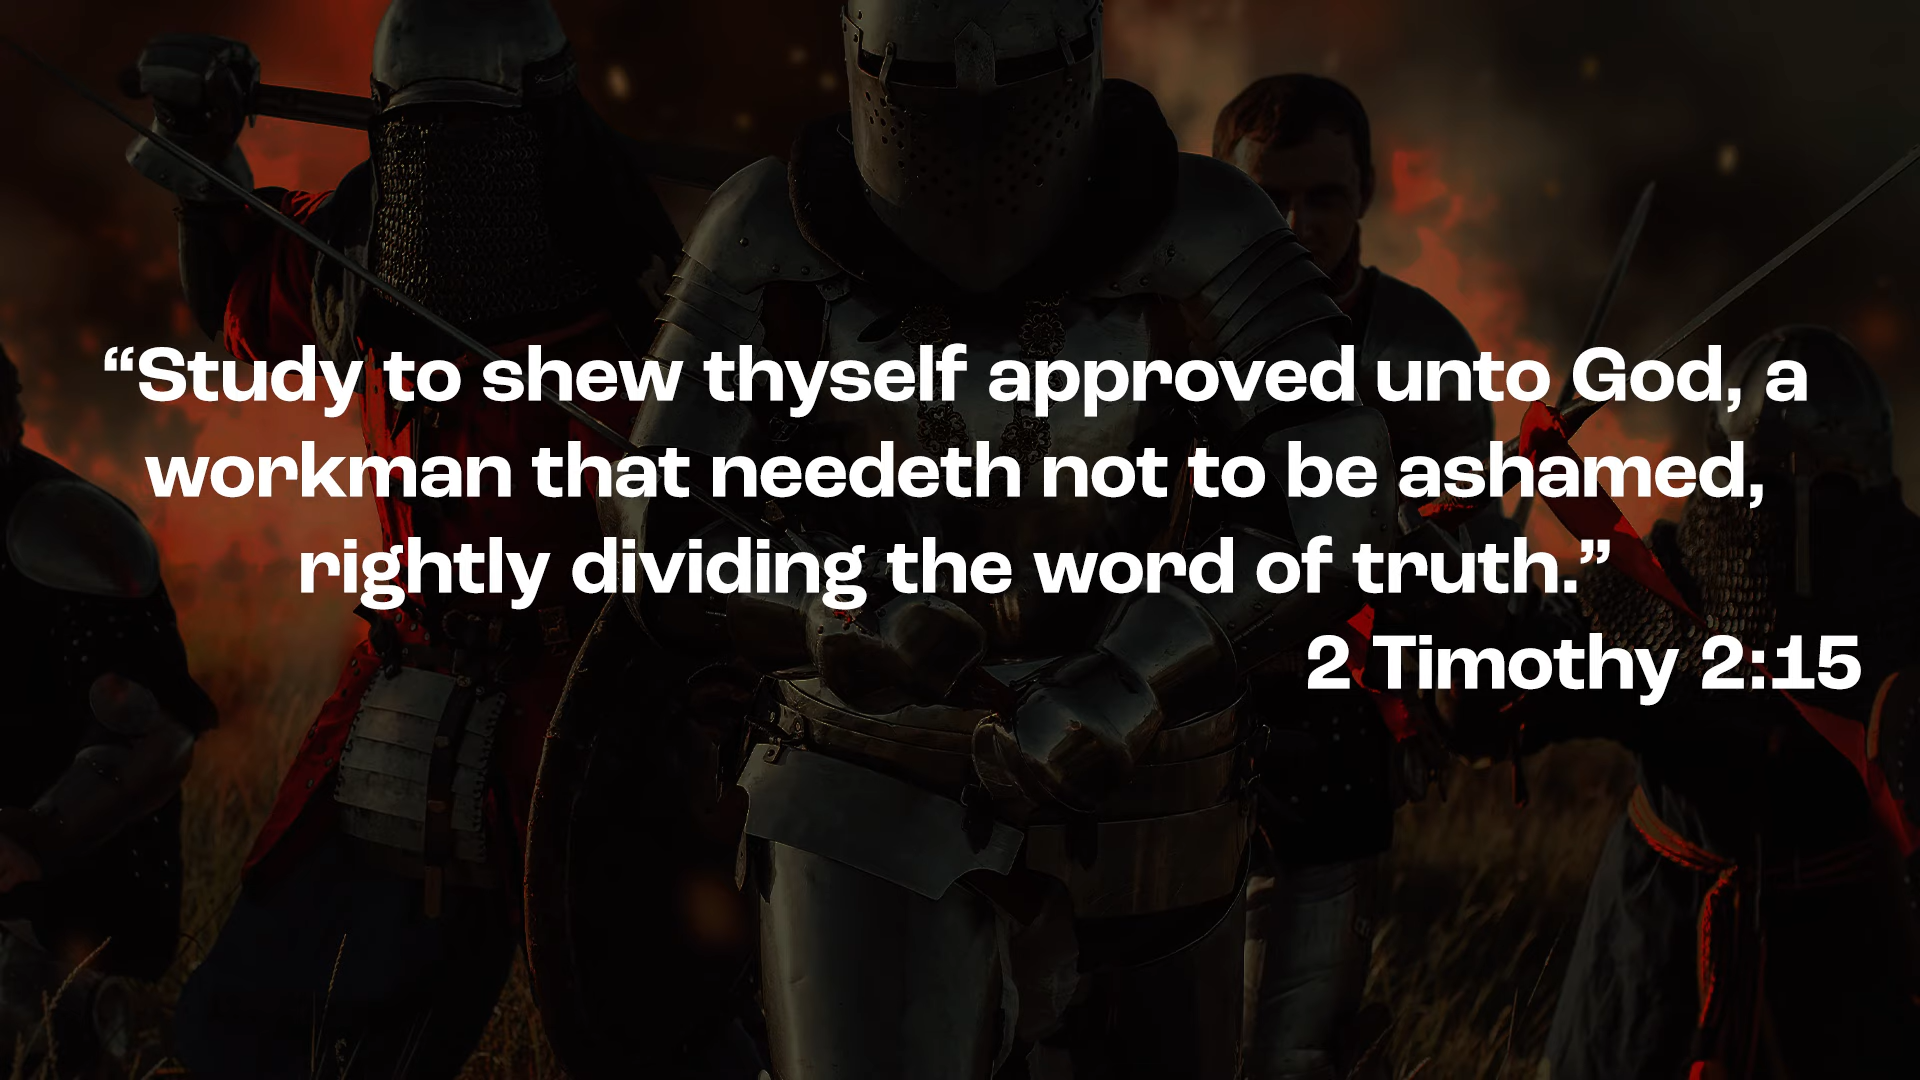 “Study to shew thyself approved unto God, a
workman that needeth not to be ashamed,
rightly dividing the word of truth.”
2 Timothy 2:15